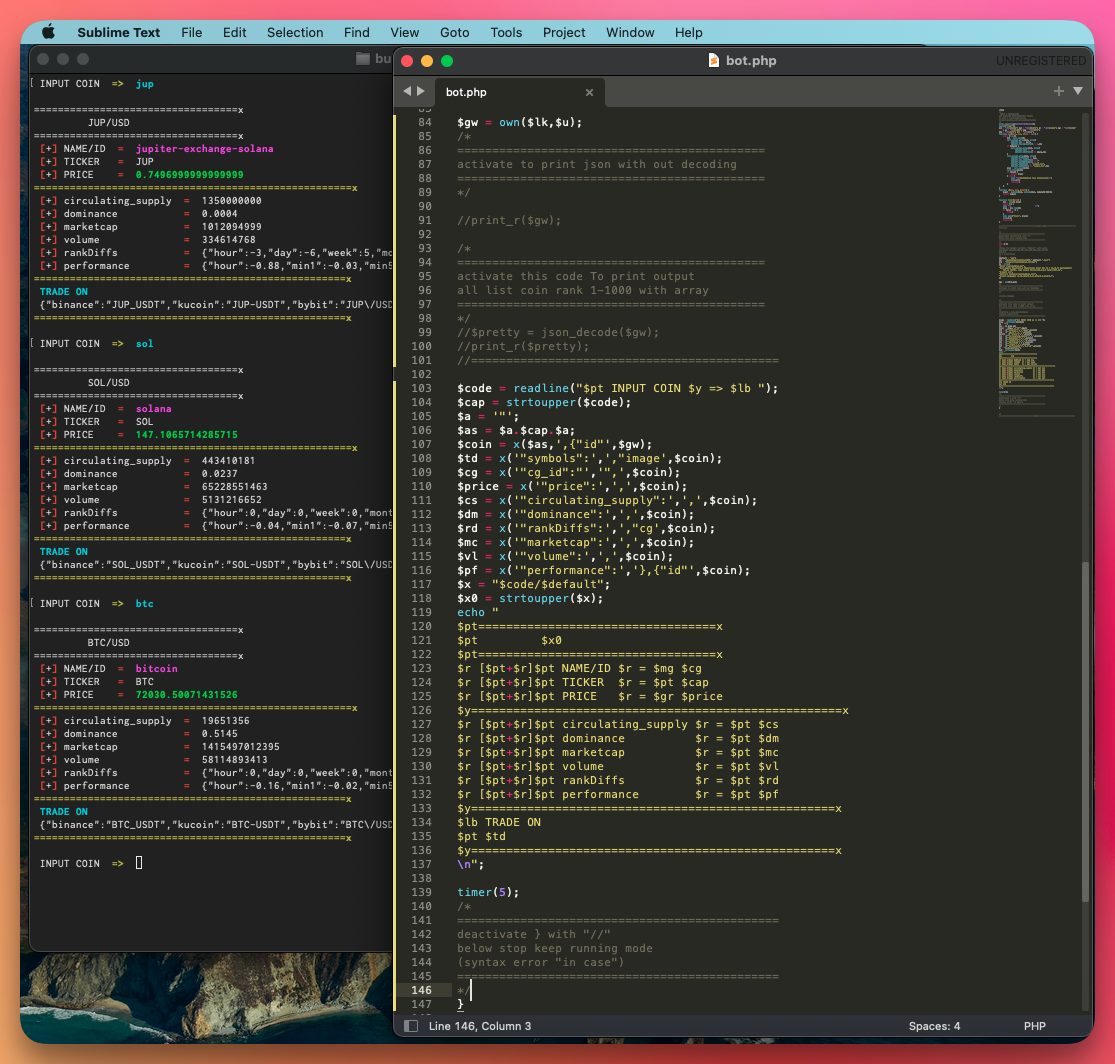 Sublime Text File Edit Selection Find View Goto Tools Project Window Help
bu
[ INPUT COIN => jup
==================================x
JUP/USD
==================================x
[+] NAME/ID = jupiter-exchange-solana
[+] TICKER = JUP
[+] PRICE = 0.7496999999999999
=====================================================x
[+] circulating_supply = 1350000000
[+] dominance = 0.0004
[+] marketcap = 1012094999
[+] volume = 334614768
[+] rankDiffs = {"hour":-3,"day":-6,"week":5,"mo
[+] performance = {"hour":-0.88,"min1":-0.03,"min5
====================================================x
TRADE ON
{"binance":"JUP_USDT","kucoin":"JUP-USDT","bybit":"JUP\/USD
====================================================x
[ INPUT COIN => sol
==================================x
SOL/USD
==================================x
[+] NAME/ID = solana
[+] TICKER = SOL
[+] PRICE = 147.1065714285715
=====================================================x
[+] circulating_supply = 443410181
[+] dominance = 0.0237
[+] marketcap = 65228551463
[+] volume = 5131216652
[+] rankDiffs = {"hour":0,"day":0,"week":0,"mont
[+] performance = {"hour":-0.04,"min1":-0.07,"min5
====================================================x
TRADE ON
{"binance":"SOL_USDT","kucoin":"SOL-USDT","bybit":"SOL\/USD
====================================================x
[ INPUT COIN => btc
==================================x
BTC/USD
==================================x
[+] NAME/ID = bitcoin
[+] TICKER = BTC
[+] PRICE = 72030.50071431526
=====================================================x
[+] circulating_supply = 19651356
[+] dominance = 0.5145
[+] marketcap = 1415497012395
[+] volume = 58114893413
[+] rankDiffs = {"hour":0,"day":0,"week":0,"mont
[+] performance = {"hour":-0.16,"min1":-0.02,"min5
====================================================x
TRADE ON
{"binance":"BTC_USDT","kucoin":"BTC-USDT","bybit":"BTC\/USD
====================================================x
INPUT COIN =>
bot.php UNREGISTERED
bot.php ×
83
84 $gw = own($lk,$u);
85 /*
86 ============================================
87 activate to print json with out decoding
88 ============================================
89 */
90
91 //print_r($gw);
92
93 /*
94 ============================================
95 activate this code To print output
96 all list coin rank 1-1000 with array
97 ============================================
98 */
99 //$pretty = json_decode($gw);
100 //print_r($pretty);
101 //============================================
102
103 $code = readline("$pt INPUT COIN $y => $lb ");
104 $cap = strtoupper($code);
105 $a = '"';
106 $as = $a.$cap.$a;
107 $coin = x($as,',{"id"',$gw);
108 $td = x('"symbols":',',"image',$coin);
109 $cg = x('"cg_id":"','",',$coin);
110 $price = x('"price":',',',$coin);
111 $cs = x('"circulating_supply":',',',$coin);
112 $dm = x('"dominance":',',',$coin);
113 $rd = x('"rankDiffs":',',"cg',$coin);
114 $mc = x('"marketcap":',',',$coin);
115 $vl = x('"volume":',',',$coin);
116 $pf = x('"performance":','},{"id"',$coin);
117 $x = "$code/$default";
118 $x0 = strtoupper($x);
119 echo "
120 $pt==================================x
121 $pt $x0
122 $pt==================================x
123 $r [$pt+$r]$pt NAME/ID $r = $mg $cg
124 $r [$pt+$r]$pt TICKER $r = $pt $cap
125 $r [$pt+$r]$pt PRICE $r = $gr $price
126 $y=====================================================x
127 $r [$pt+$r]$pt circulating_supply $r = $pt $cs
128 $r [$pt+$r]$pt dominance $r = $pt $dm
129 $r [$pt+$r]$pt marketcap $r = $pt $mc
130 $r [$pt+$r]$pt volume $r = $pt $vl
131 $r [$pt+$r]$pt rankDiffs $r = $pt $rd
132 $r [$pt+$r]$pt performance $r = $pt $pf
133 $y====================================================x
134 $lb TRADE ON
135 $pt $td
136 $y====================================================x
137 \n";
138
139 timer(5);
140 /*
141 ==============================================
142 deactivate } with "//"
143 below stop keep running mode
144 (syntax error "in case")
145 ==============================================
146 */
147 }
Line 146, Column 3 Spaces: 4 PHP